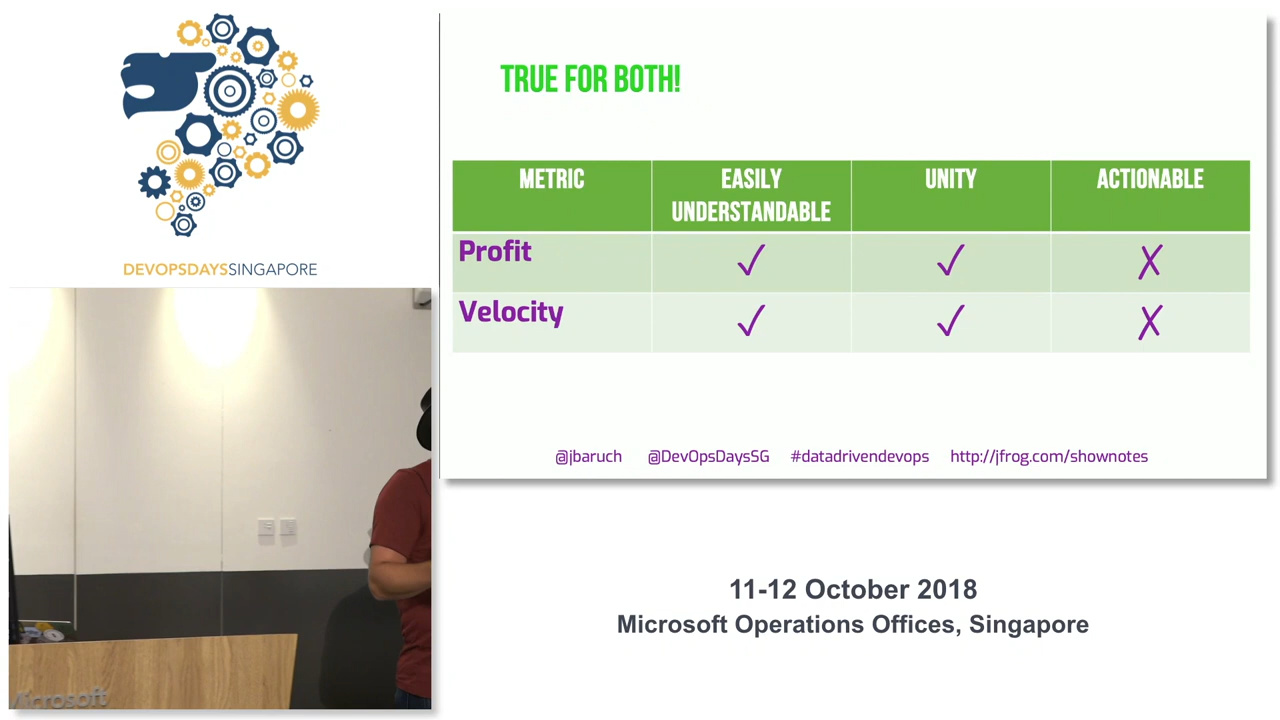 DEVOPSDAYSSINGAPORE
TRUE FOR BOTH!
METRIC
EASILY
UNDERSTANDABLE
UNITY
ACTIONABLE
Profit ✓ ✓ ✗
Velocity ✓ ✓ ✗
@jbaruch @DevOpsDaysSG #datadrivendevops http://jfrog.com/shownotes
Microsoft
11-12 October 2018
Microsoft Operations Offices, Singapore